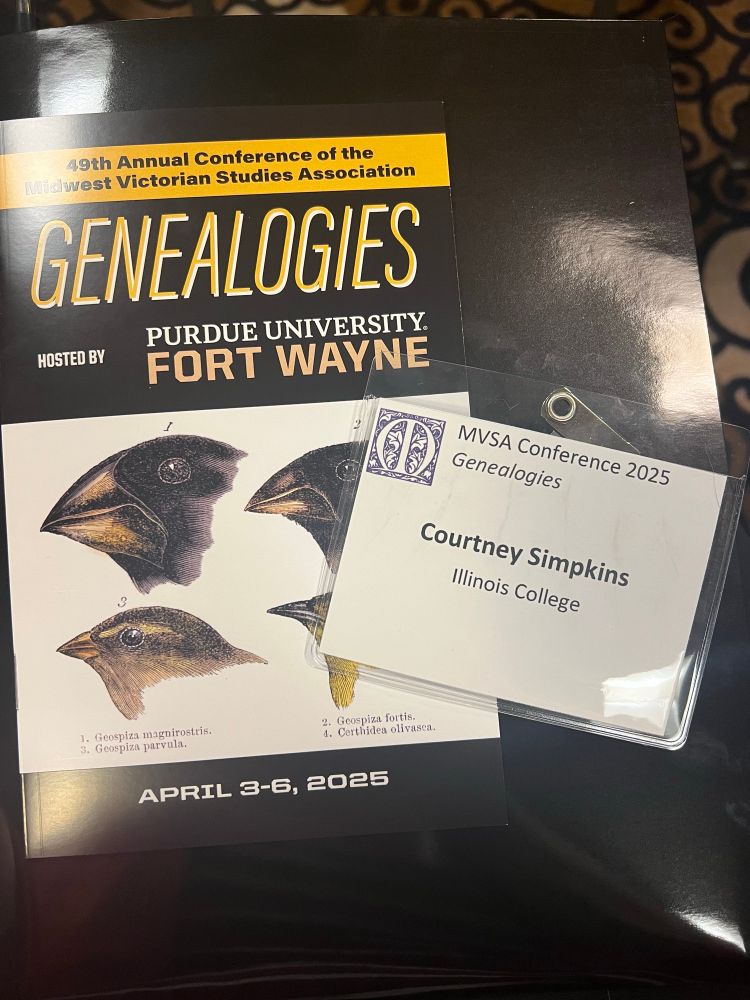 49th Annual Conference of the
Midwest Victorian Studies Association
GENEALOGIES
HOSTED BY
PURDUE UNIVERSITY®
FORT WAYNE
1
2
3
1. Geospiza magnirostris.
2. Geospiza fortis.
3. Geospiza parvula.
4. Certhidea olivasea.
APRIL 3-6, 2025
M
MVSA Conference 2025
Genealogies
Courtney Simpkins
Illinois College